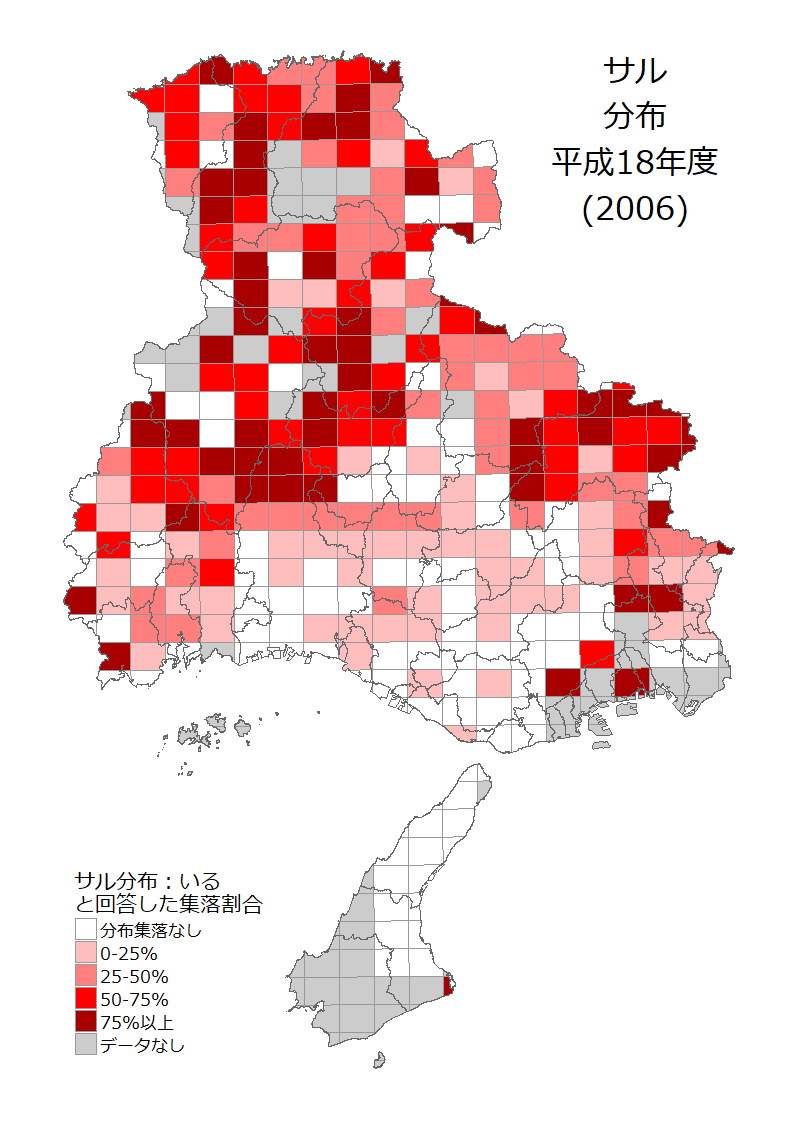 サル
分布
平成18年度
(2006)
サル分布：いる
と回答した集落割合
分布集落なし
0-25%
25-50%
50-75%
75%以上
データなし